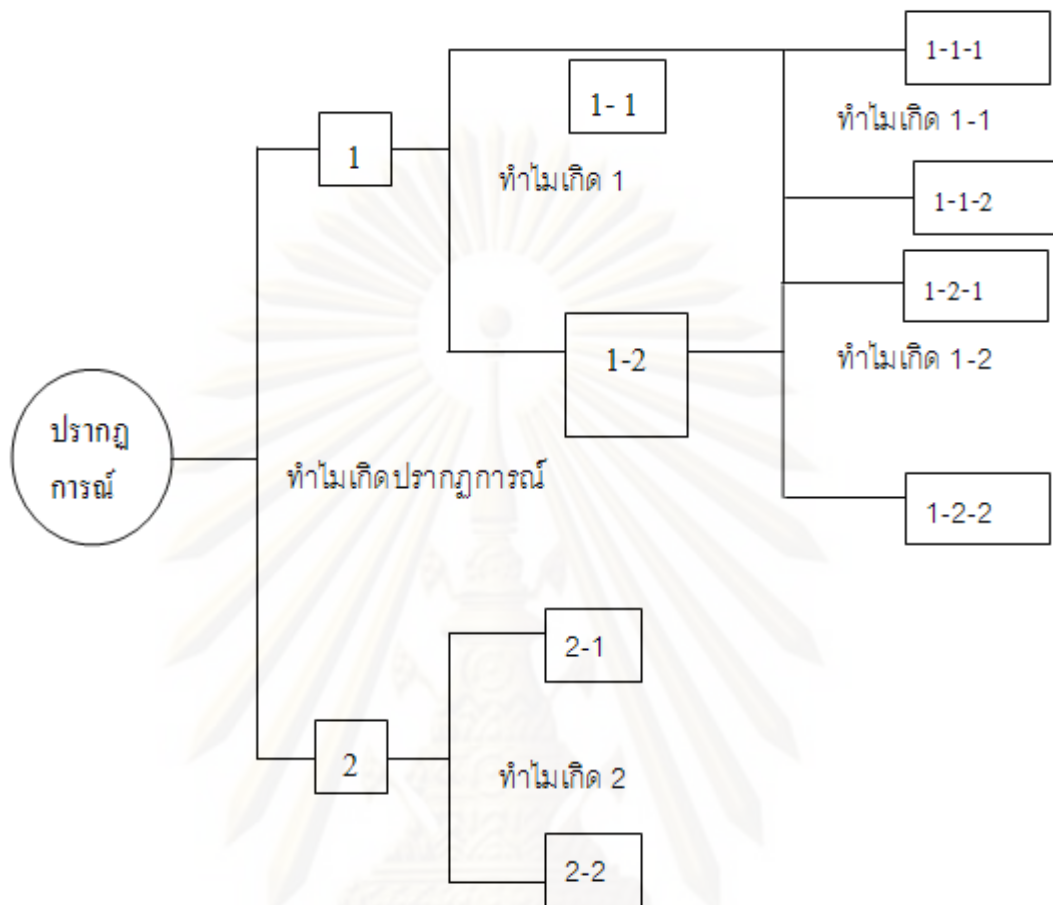 1-1-1
1- 1
ทำไมเกิด 1-1
1
ทำไมเกิด 1
1-1-2
1-2-1
1-2
ทำไมเกิด 1-2
ปรากฏ
การณ์
ทำไมเกิดปรากฏการณ์
1-2-2
2-1
2
ทำไมเกิด 2
2-2